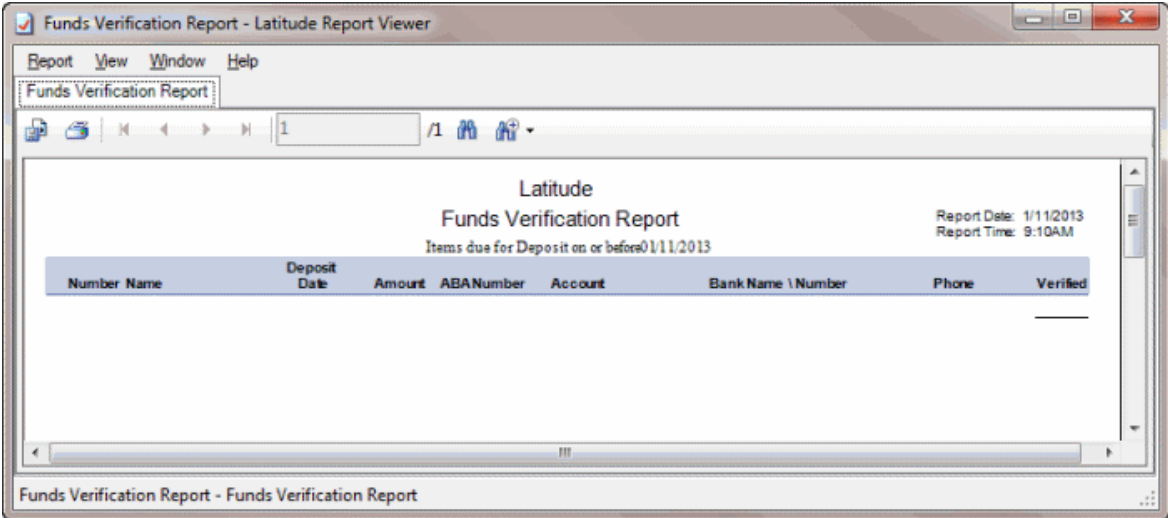 Funds Verification Report - Latitude Report Viewer
Report View Window Help
Funds Verification Report
1 /1
Latitude
Funds Verification Report
Report Date: 1/11/2013
Report Time: 9:10AM
Items due for Deposit on or before01/11/2013
Number Name Deposit Date Amount ABANumber Account Bank Name \ Number Phone Verified
Funds Verification Report - Funds Verification Report